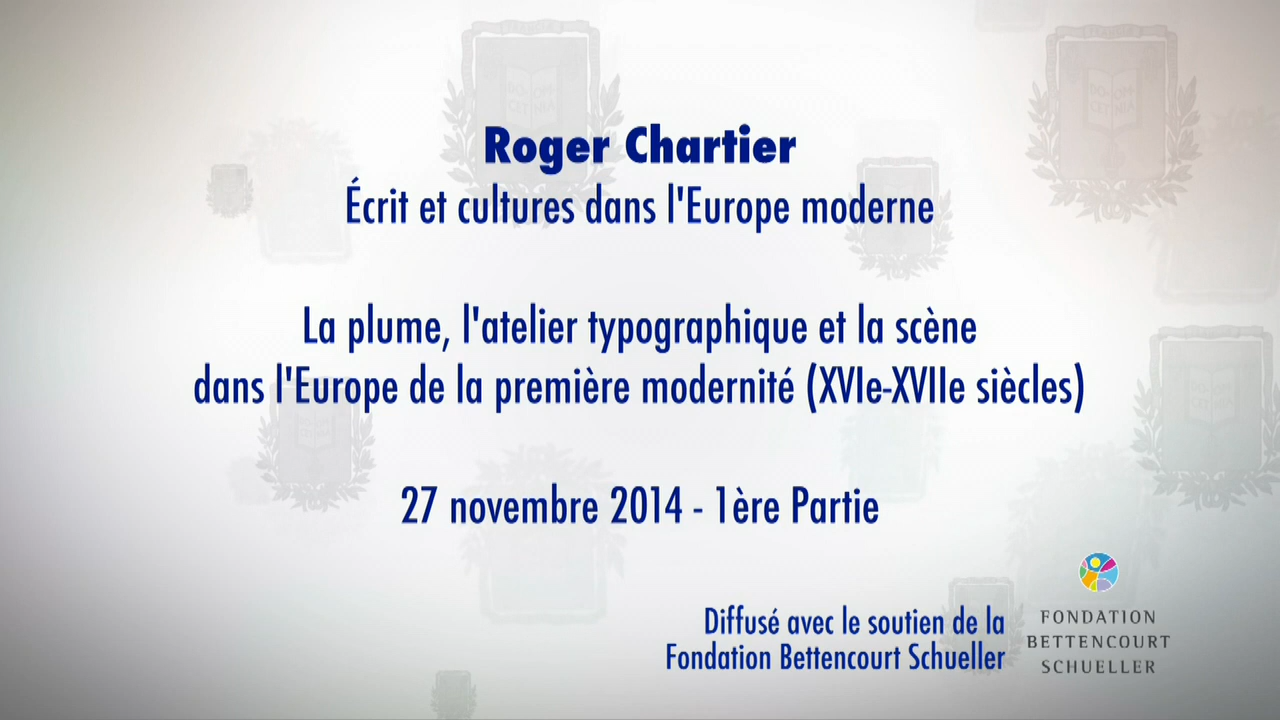 Roger Chartier
Écrit et cultures dans l'Europe moderne
La plume, l'atelier typographique et la scène
dans l'Europe de la première modernité (XVIe-XVIIe siècles)
27 novembre 2014 - 1ère Partie
Diffusé avec le soutien de la
Fondation Bettencourt Schueller
FONDATION
BETTENCOURT
SCHUELLER